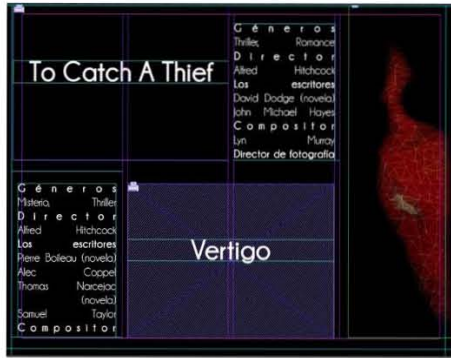 To Catch A Thief
Géneros
Thriller, Romance
Director
Alfred Hitchcock
Los escritores
David Dodge (novela)
John Michael Hayes
Compositor
Lyn Murray
Director de fotografía
Géneros
Misterio, Thriller
Director
Alfred Hitchcock
Los escritores
Pierre Boileau (novela)
Alec Coppel
Thomas Narcejac
(novela)
Samuel Taylor
Compositor
Vertigo